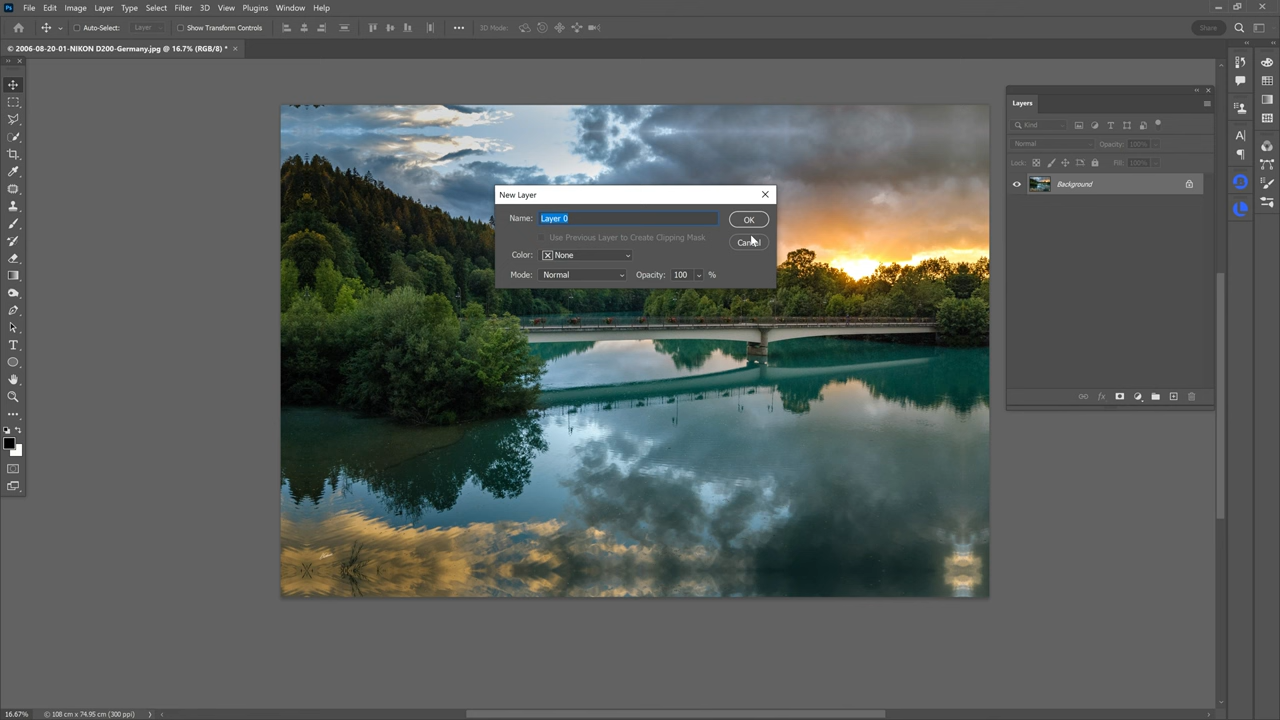 Ps File Edit Image Layer Type Select Filter 3D View Plugins Window Help
Auto-Select: Layer Show Transform Controls 3D Mode: Share
© 2006-08-20-01-NIKON D200-Germany.jpg @ 16.7% (RGB/8) *
Layers
Kind
Normal Opacity: 100%
Lock: Fill: 100%
Background
New Layer
Name: Layer 0 OK
Use Previous Layer to Create Clipping Mask Cancel
Color: None
Mode: Normal Opacity: 100 %
16.67% © 108 cm x 74.95 cm (300 ppi)